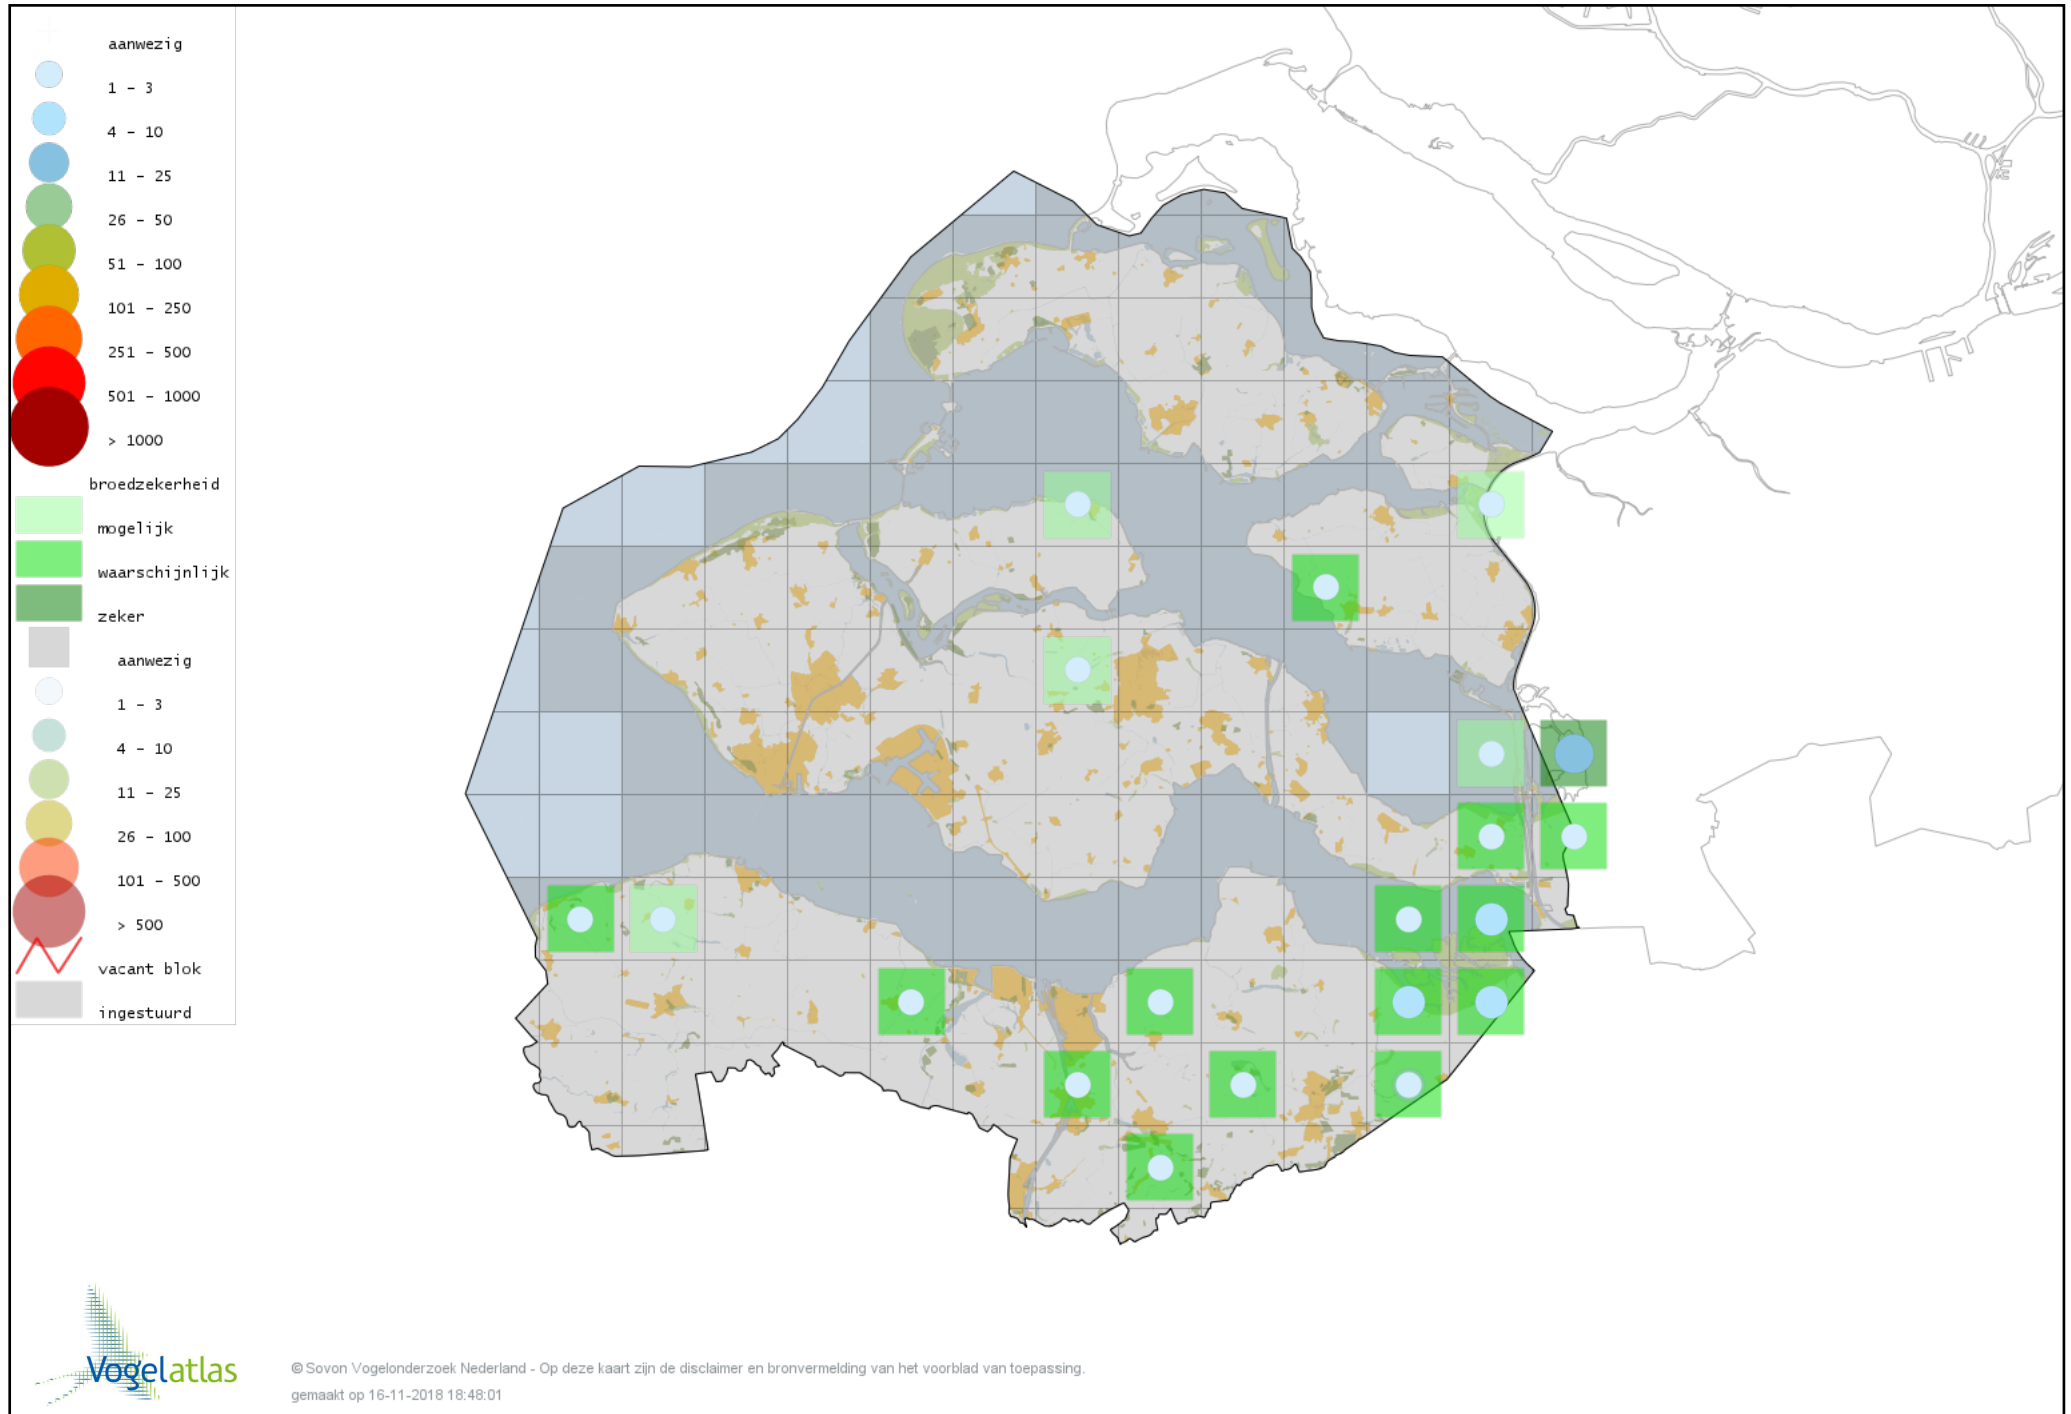 aanwezig
1 - 3
4 - 10
11 - 25
26 - 50
51 - 100
101 - 250
251 - 500
501 - 1000
> 1000
broedzekerheid
mogelijk
waarschijnlijk
zeker
aanwezig
1 - 3
4 - 10
11 - 25
26 - 100
101 - 500
> 500
vacant blok
ingestuurd
Vogelatlas
© Sovon Vogelonderzoek Nederland - Op deze kaart zijn de disclaimer en bronvermelding van het voorblad van toepassing.
gemaakt op 16-11-2018 18:48:01